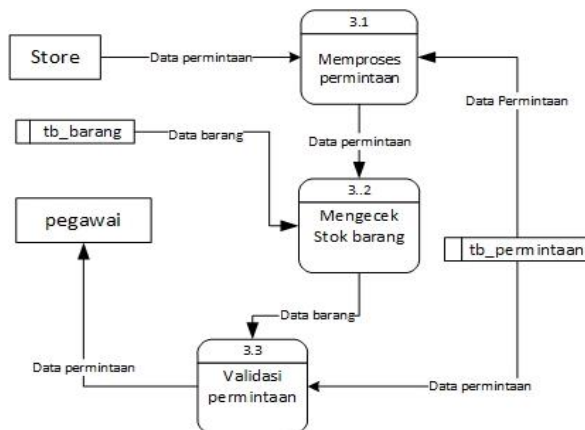 3.1
Store
Data permintaan
Memproses
permintaan
Data Permintaan
tb_barang
Data barang
Data permintaan
3..2
pegawai
Mengecek
Stok barang
tb_permintaan
Data barang
3.3
Data permintaan
Validasi
permintaan
Data permintaan